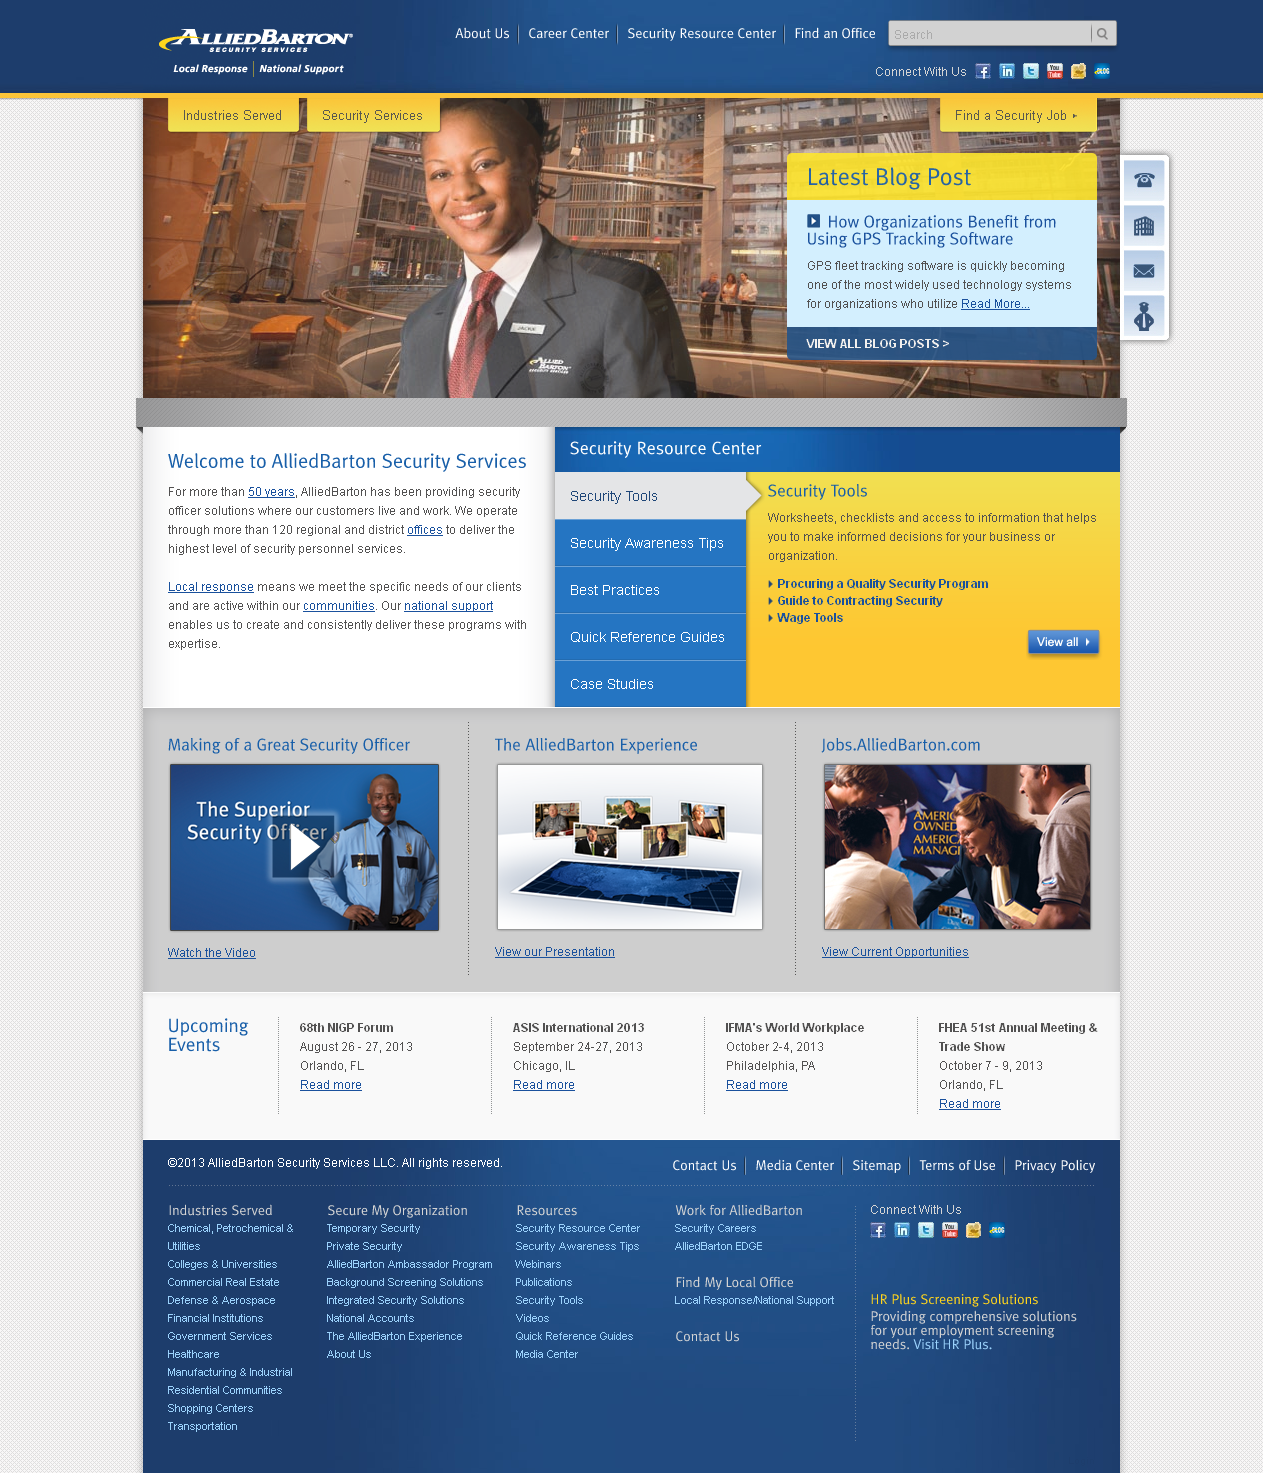 ALLIEDBARTON
SECURITY SERVICES
Local Response | National Support
About Us
Career Center
Security Resource Center
Find an Office
Search
Connect With Us
Industries Served
Security Services
Find a Security Job
Latest Blog Post
How Organizations Benefit from
Using GPS Tracking Software
GPS fleet tracking software is quickly becoming
one of the most widely used technology systems
for organizations who utilize Read More...
VIEW ALL BLOG POSTS >
JACKIE
ALLIED
BARTON
SECURITY SERVICES
Welcome to AlliedBarton Security Services
For more than 50 years, AlliedBarton has been providing security
officer solutions where our customers live and work. We operate
through more than 120 regional and district offices to deliver the
highest level of security personnel services.
Local response means we meet the specific needs of our clients
and are active within our communities. Our national support
enables us to create and consistently deliver these programs with
expertise.
Security Resource Center
Security Tools
Security Awareness Tips
Best Practices
Quick Reference Guides
Case Studies
Security Tools
Worksheets, checklists and access to information that helps
you to make informed decisions for your business or
organization.
Procuring a Quality Security Program
Guide to Contracting Security
Wage Tools
View all
Making of a Great Security Officer
The Superior
Security Officer
Watch the Video
The AlliedBarton Experience
View our Presentation
Jobs.AlliedBarton.com
AMERIC
OWNED
AMERICA
MANAGE
View Current Opportunities
Upcoming
Events
68th NIGP Forum
August 26 - 27, 2013
Orlando, FL
Read more
ASIS International 2013
September 24-27, 2013
Chicago, IL
Read more
IFMA's World Workplace
October 2-4, 2013
Philadelphia, PA
Read more
FHEA 51st Annual Meeting &
Trade Show
October 7 - 9, 2013
Orlando, FL
Read more
©2013 AlliedBarton Security Services LLC. All rights reserved.
Contact Us
Media Center
Sitemap
Terms of Use
Privacy Policy
Industries Served
Chemical, Petrochemical &
Utilities
Colleges & Universities
Commercial Real Estate
Defense & Aerospace
Financial Institutions
Government Services
Healthcare
Manufacturing & Industrial
Residential Communities
Shopping Centers
Transportation
Secure My Organization
Temporary Security
Private Security
AlliedBarton Ambassador Program
Background Screening Solutions
Integrated Security Solutions
National Accounts
The AlliedBarton Experience
About Us
Resources
Security Resource Center
Security Awareness Tips
Webinars
Publications
Security Tools
Videos
Quick Reference Guides
Media Center
Work for AlliedBarton
Security Careers
AlliedBarton EDGE
Find My Local Office
Local Response/National Support
Contact Us
Connect With Us
HR Plus Screening Solutions
Providing comprehensive solutions
for your employment screening
needs. Visit HR Plus.